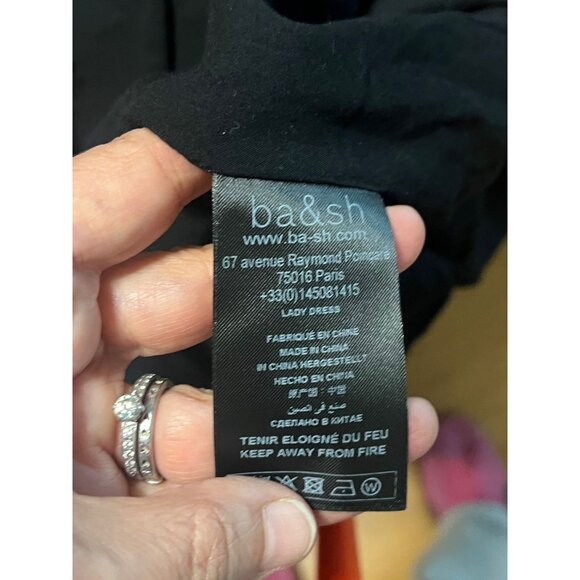 ba&sh
www.ba-sh.com
67 avenue Raymond Poincaré
75016 Paris
+33(0)145081415
LADY DRESS
FABRIQUE EN CHINE
MADE IN CHINA
IN CHINA HERGESTELLT
HECHO EN CHINA
صنع في الصين
СДЕЛАНО В КИТАЕ
TENIR ELOIGNÉ DU FEU
KEEP AWAY FROM FIRE
W